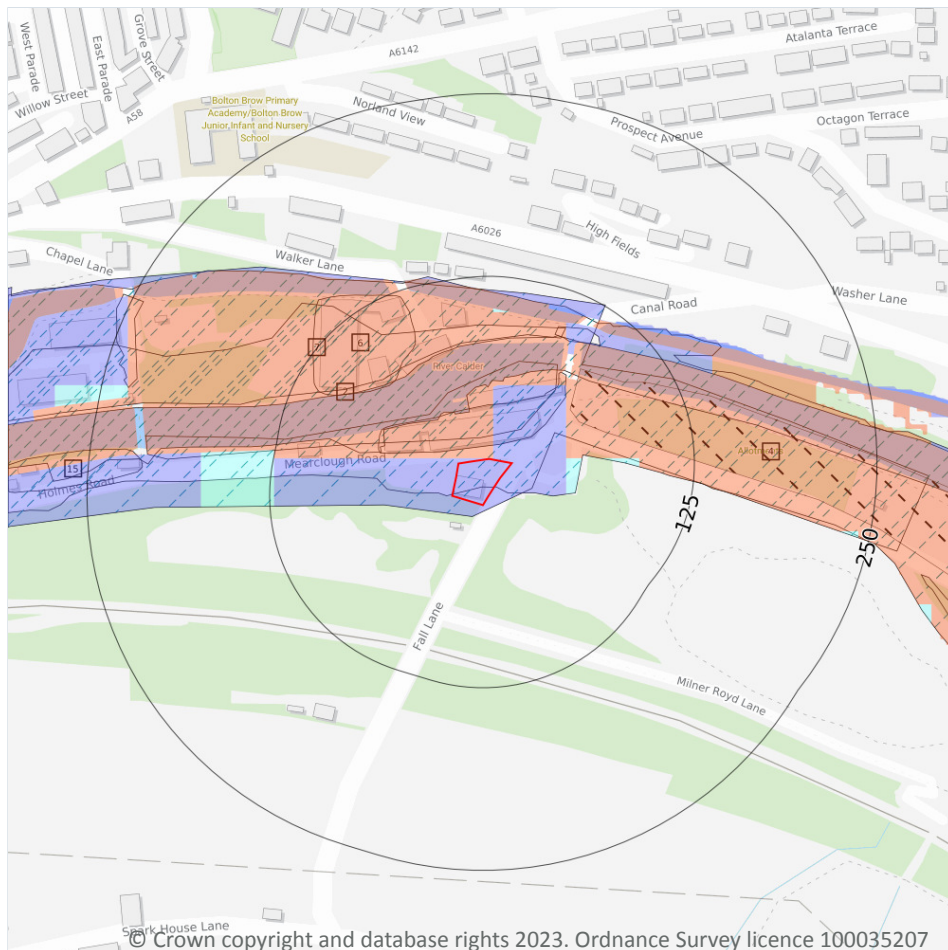 West Parade
East Parade
Grove Street
Willow Street
A58
A6142
Atalanta Terrace
Bolton Brow Primary
Academy/Bolton Brow
Junior,Infant and Nursery
School
Norland View
Prospect Avenue
Octagon Terrace
A6026
High Fields
Chapel Lane
Walker Lane
Washer Lane
Canal Road
6
River Calder
15
Mearclough Road
Holmes Road
125
250
Fall Lane
Milner Royd Lane
Spark House Lane
© Crown copyright and database rights 2023. Ordnance Survey licence 100035207